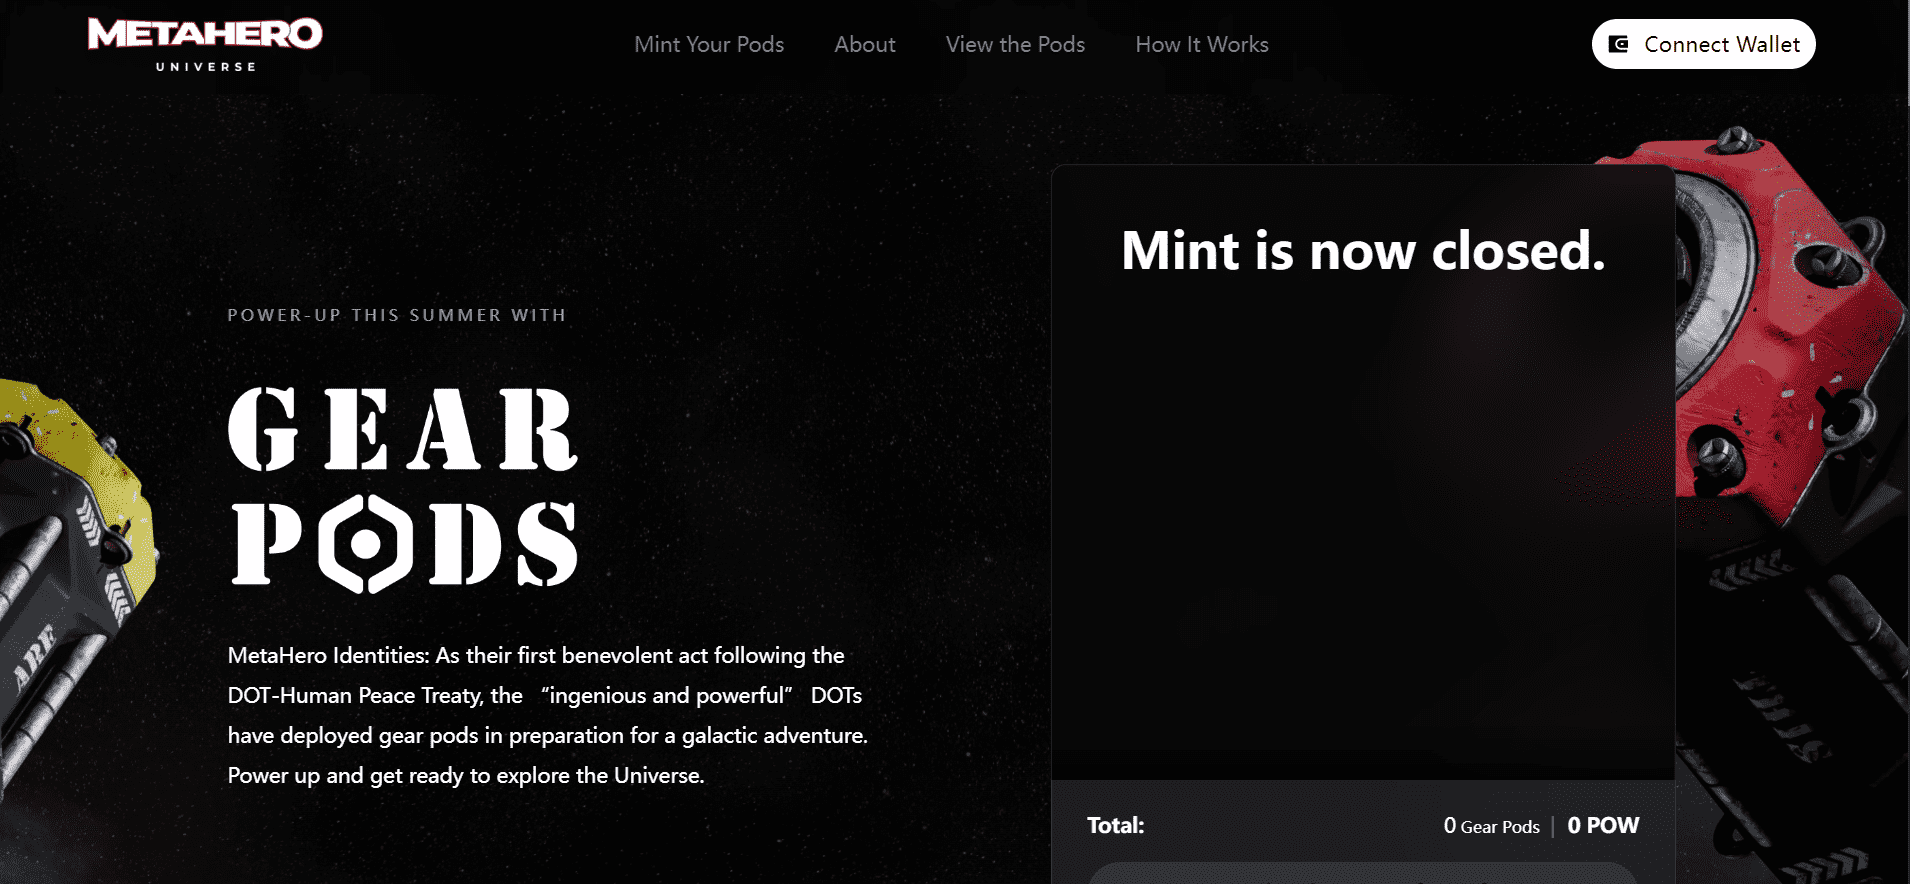 METAHERO
UNIVERSE
Mint Your Pods
About
View the Pods
How It Works
Connect Wallet
Mint is now closed.
POWER-UP THIS SUMMER WITH
GEAR
PODS
MetaHero Identities: As their first benevolent act following the
DOT-Human Peace Treaty, the “ingenious and powerful” DOTs
have deployed gear pods in preparation for a galactic adventure.
Power up and get ready to explore the Universe.
ARF
Total:
0 Gear Pods | 0 POW